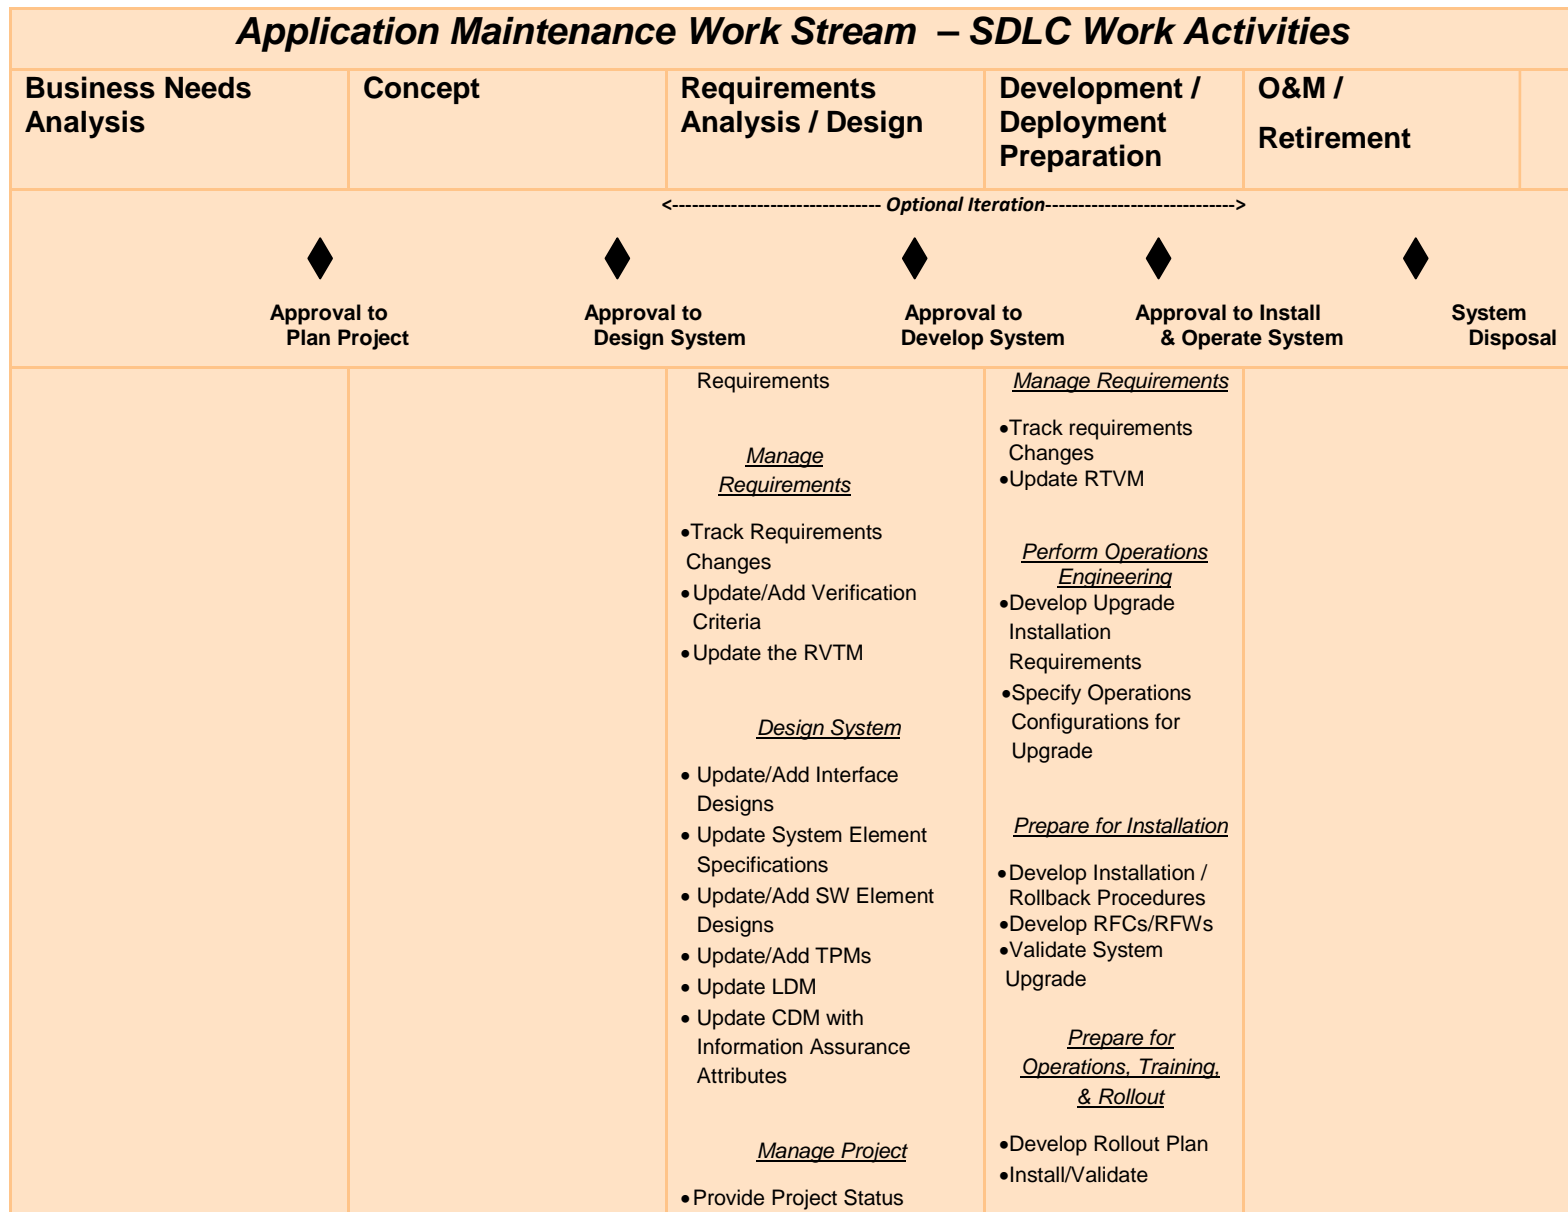 Application Maintenance Work Stream – SDLC Work Activities
Business Needs
Analysis
Concept
Requirements
Analysis / Design
Development /
Deployment
Preparation
O&M /
Retirement
<-------------------------------- Optional Iteration----------------------------->
Approval to
Plan Project
Approval to
Design System
Approval to
Develop System
Approval to Install
& Operate System
System
Disposal
Requirements
Manage
Requirements
•Track Requirements
Changes
•Update/Add Verification
Criteria
•Update the RVTM
Design System
• Update/Add Interface
Designs
• Update System Element
Specifications
• Update/Add SW Element
Designs
• Update/Add TPMs
• Update LDM
• Update CDM with
Information Assurance
Attributes
Manage Project
•Provide Project Status
Manage Requirements
•Track requirements
Changes
•Update RTVM
Perform Operations
Engineering
•Develop Upgrade
Installation
Requirements
•Specify Operations
Configurations for
Upgrade
Prepare for Installation
•Develop Installation /
Rollback Procedures
•Develop RFCs/RFWs
•Validate System
Upgrade
Prepare for
Operations, Training,
& Rollout
•Develop Rollout Plan
•Install/Validate